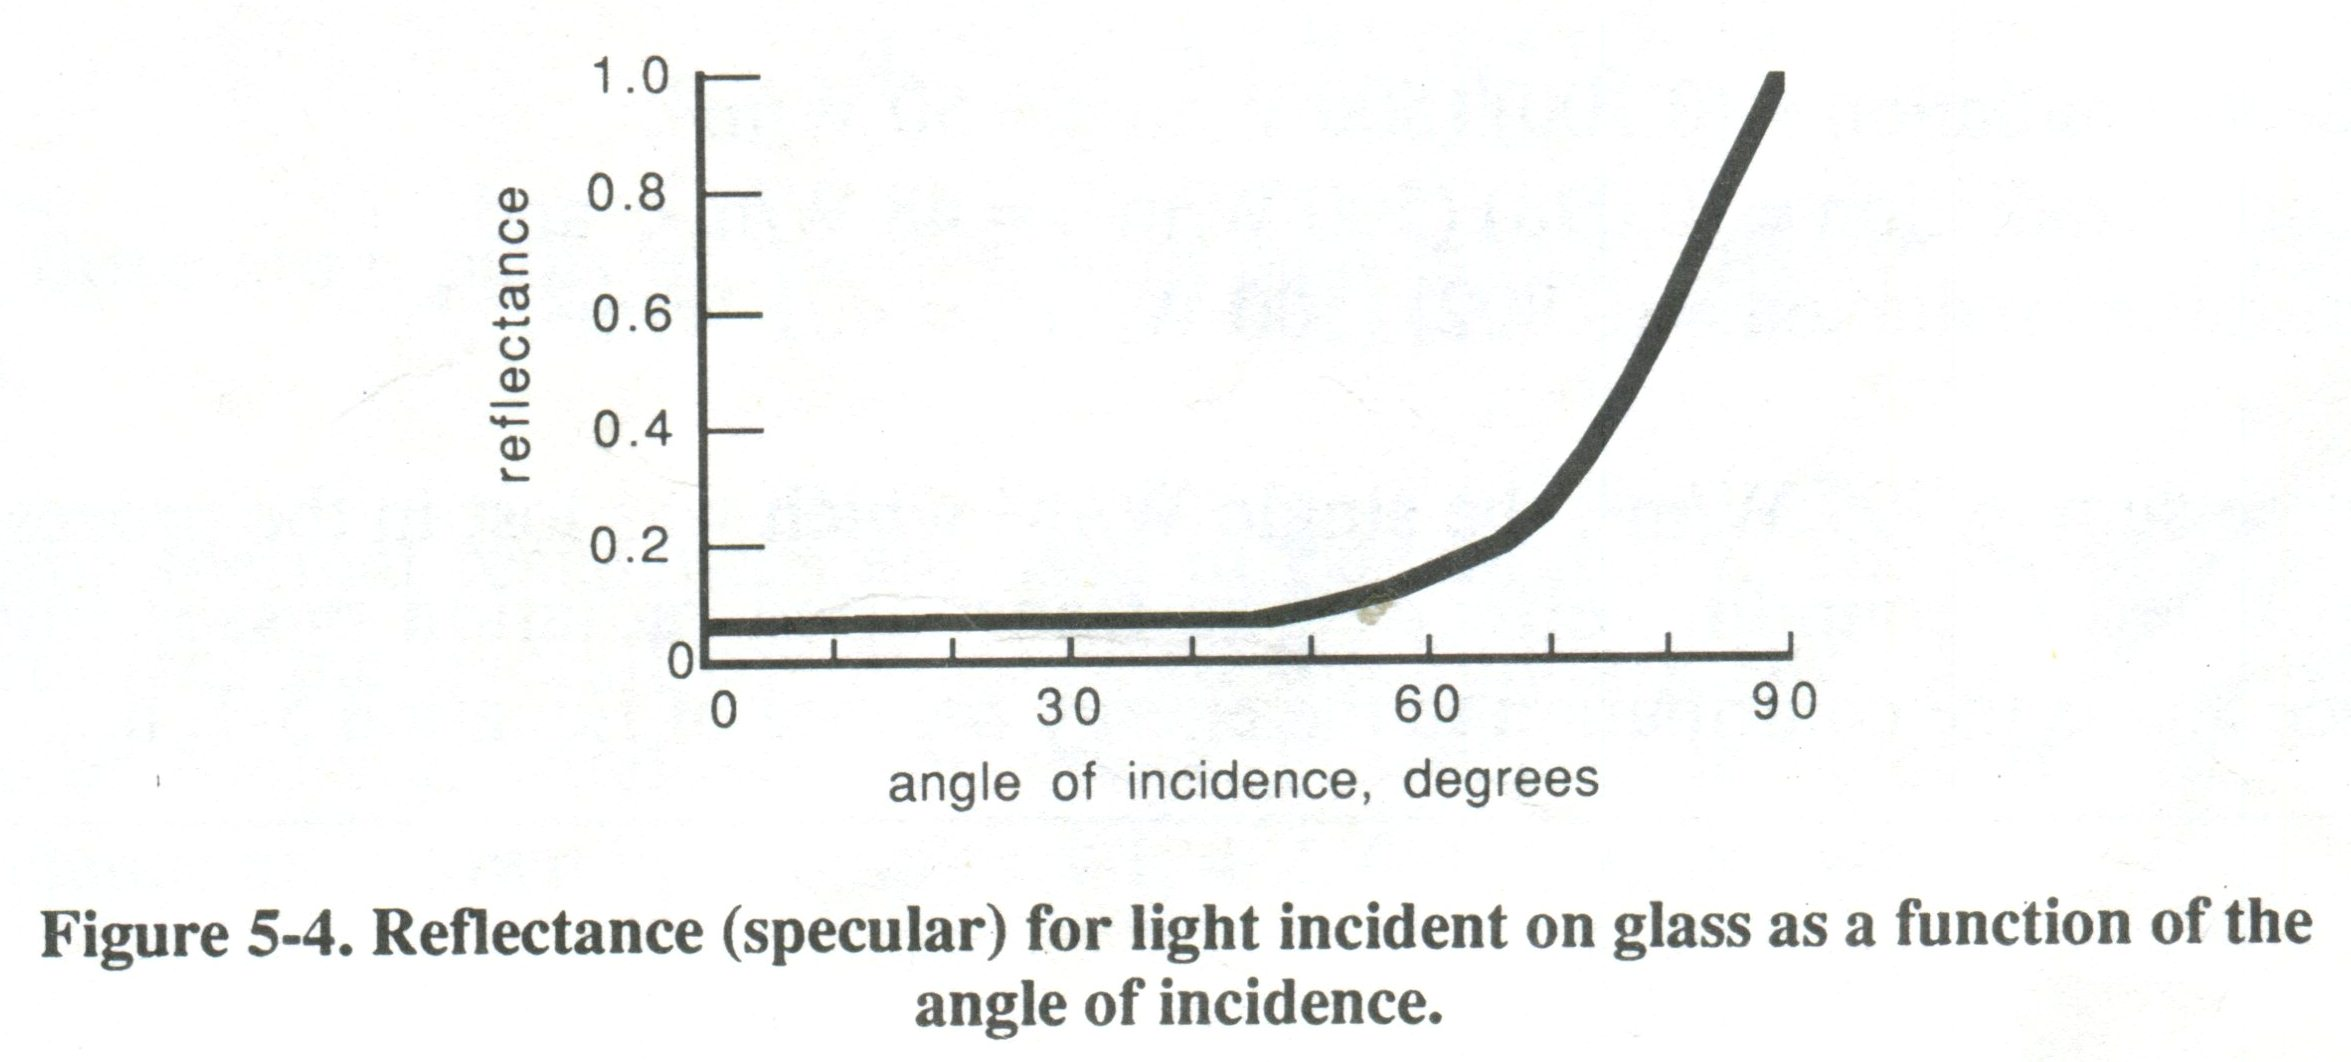 1.0
0.8
0.6
0.4
0.2
0
reflectance
0 30 60 90
angle of incidence, degrees
Figure 5-4. Reflectance (specular) for light incident on glass as a function of the
angle of incidence.